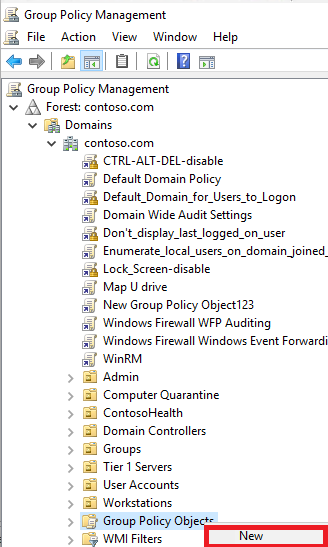 Group Policy Management
File Action View Window Help
Group Policy Management
Forest: contoso.com
Domains
contoso.com
CTRL-ALT-DEL-disable
Default Domain Policy
Default_Domain_for_Users_to_Logon
Domain Wide Audit Settings
Don't_display_last_logged_on_user
Enumerate_local_users_on_domain_joined_
Lock_Screen-disable
Map U drive
New Group Policy Object123
Windows Firewall WFP Auditing
Windows Firewall Windows Event Forwardi
WinRM
Admin
Computer Quarantine
ContosoHealth
Domain Controllers
Groups
Tier 1 Servers
User Accounts
Workstations
Group Policy Objects
New
WMI Filters